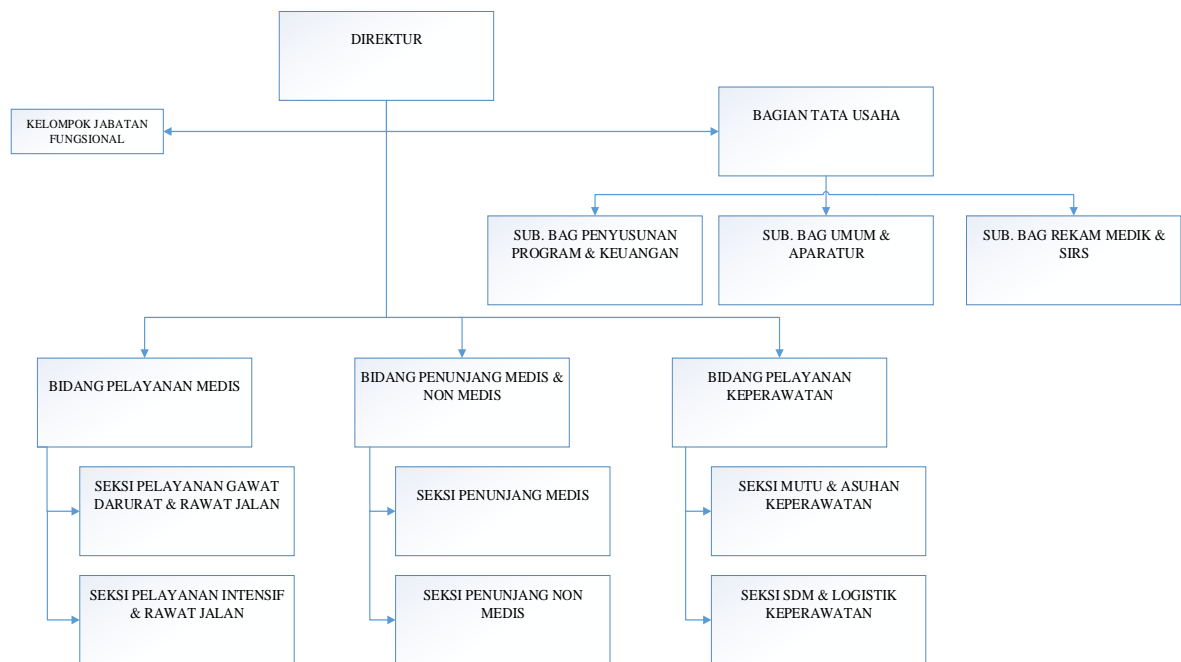 DIREKTUR
KELOMPOK JABATAN
FUNGSIONAL
BAGIAN TATA USAHA
SUB. BAG PENYUSUNAN
PROGRAM & KEUANGAN
SUB. BAG UMUM &
APARATUR
SUB. BAG REKAM MEDIK &
SIRS
BIDANG PELAYANAN MEDIS
BIDANG PENUNJANG MEDIS &
NON MEDIS
BIDANG PELAYANAN
KEPERAWATAN
SEKSI PELAYANAN GAWAT
DARURAT & RAWAT JALAN
SEKSI PENUNJANG MEDIS
SEKSI MUTU & ASUHAN
KEPERAWATAN
SEKSI PELAYANAN INTENSIF
& RAWAT JALAN
SEKSI PENUNJANG NON
MEDIS
SEKSI SDM & LOGISTIK
KEPERAWATAN